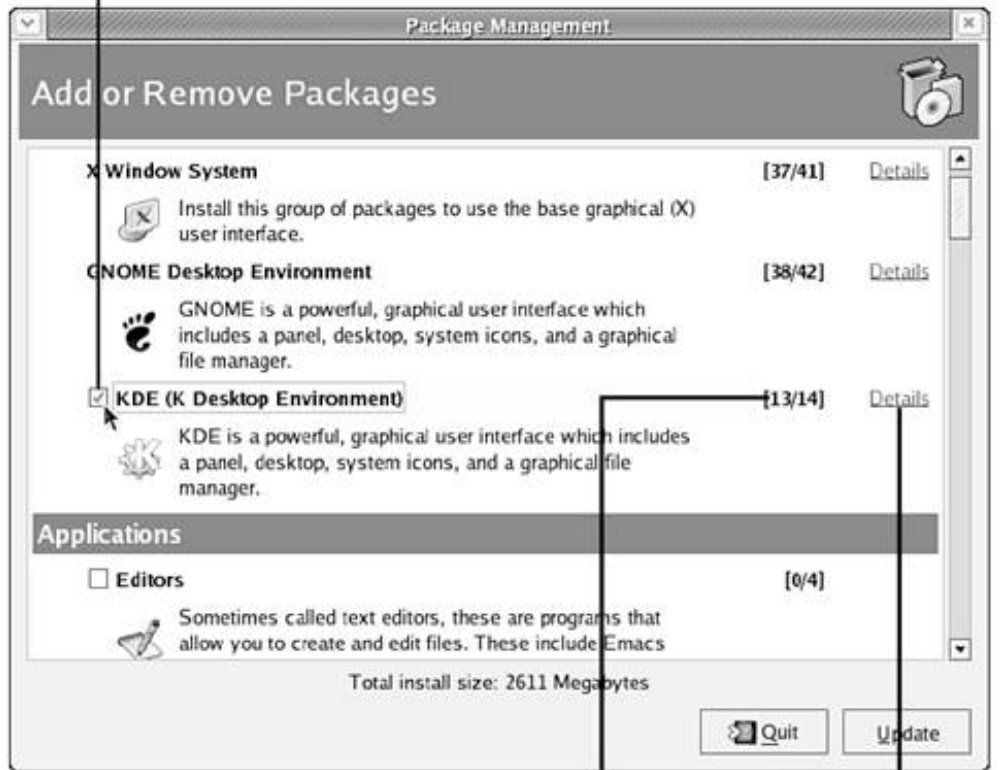 Package Management
Add or Remove Packages
X Window System [37/41] Details
Install this group of packages to use the base graphical (X)
user interface.
GNOME Desktop Environment [38/42] Details
GNOME is a powerful, graphical user interface which
includes a panel, desktop, system icons, and a graphical
file manager.
KDE (K Desktop Environment) [13/14] Details
KDE is a powerful, graphical user interface which includes
a panel, desktop, system icons, and a graphical file
manager.
Applications
Editors [0/4]
Sometimes called text editors, these are programs that
allow you to create and edit files. These include Emacs
Total install size: 2611 Megabytes
Quit Update